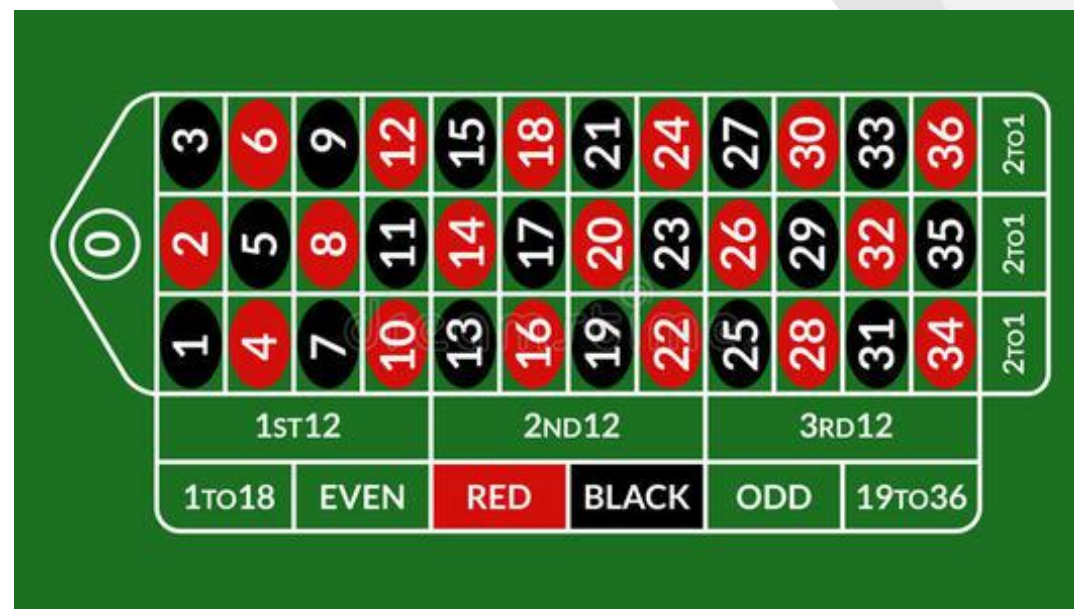 3 6 9 12 15 18 21 24 27 30 33 36 2TO1
0 2 5 8 11 14 17 20 23 26 29 32 35 2TO1
1 4 7 10 13 16 19 22 25 28 31 34 2TO1
dreamstime
1ST12 2ND12 3RD12
1TO18 EVEN RED BLACK ODD 19TO36